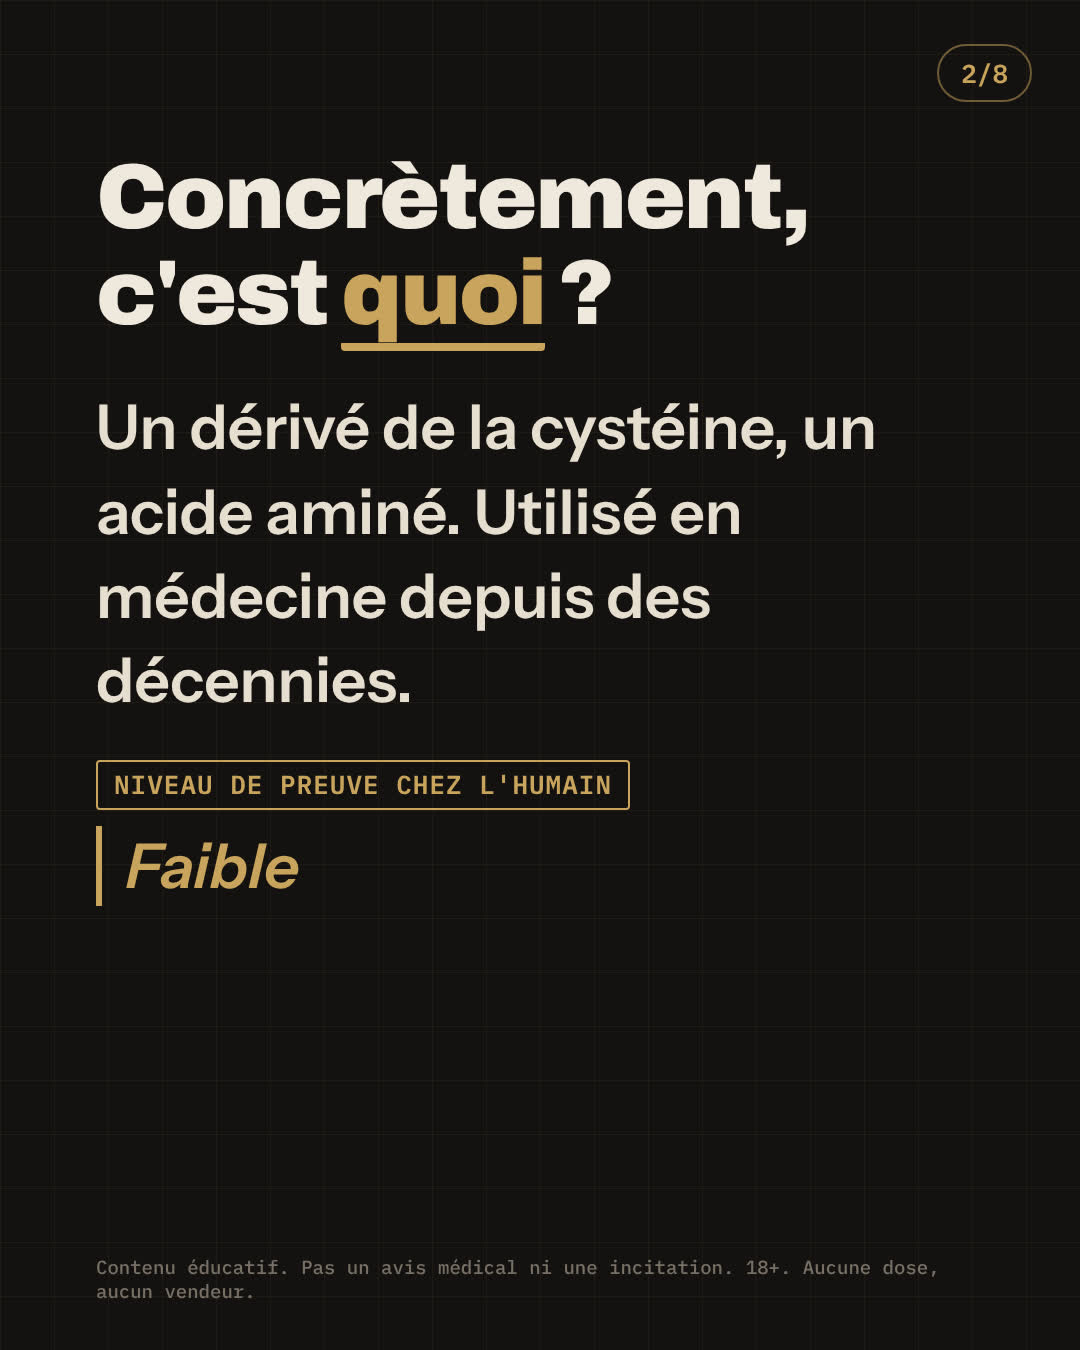 2/8
Concrètement,
c'est quoi ?
Un dérivé de la cystéine, un
acide aminé. Utilisé en
médecine depuis des
décennies.
NIVEAU DE PREUVE CHEZ L'HUMAIN
Faible
Contenu éducatif. Pas un avis médical ni une incitation. 18+. Aucune dose,
aucun vendeur.